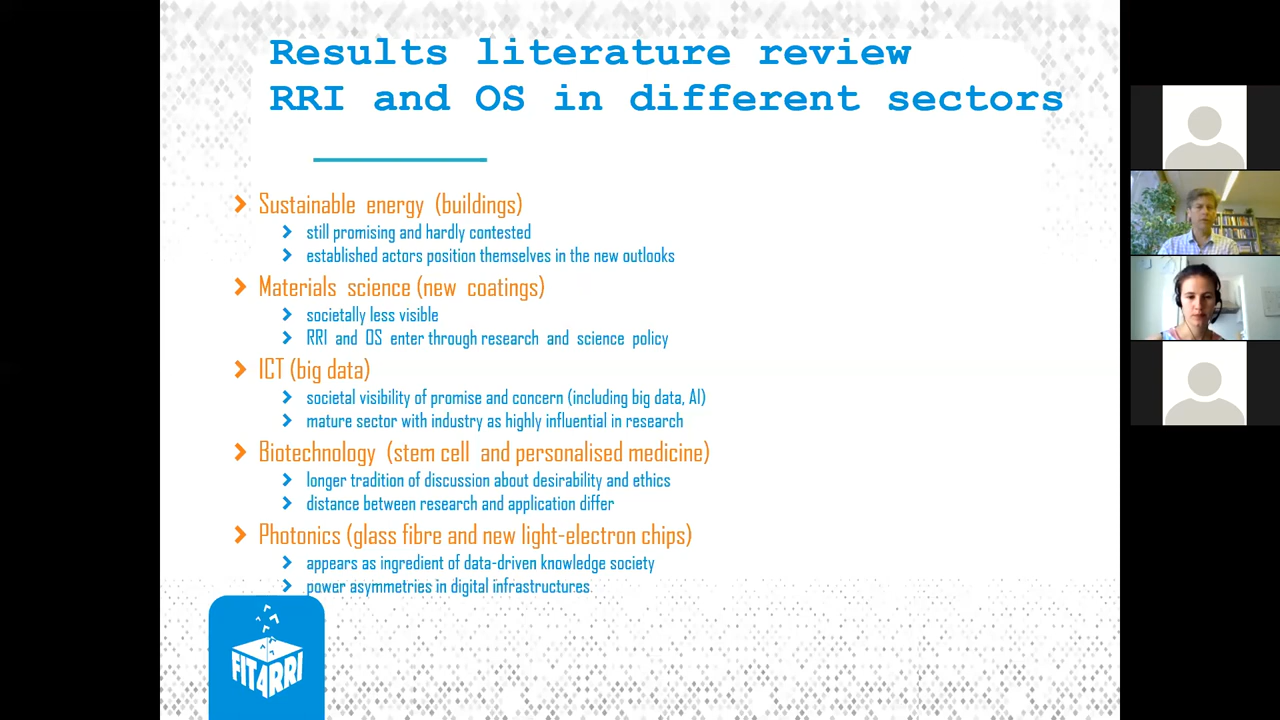 Results literature review
RRI and OS in different sectors
Sustainable energy (buildings)
still promising and hardly contested
established actors position themselves in the new outlooks
Materials science (new coatings)
societally less visible
RRI and OS enter through research and science policy
ICT (big data)
societal visibility of promise and concern (including big data, AI)
mature sector with industry as highly influential in research
Biotechnology (stem cell and personalised medicine)
longer tradition of discussion about desirability and ethics
distance between research and application differ
Photonics (glass fibre and new light-electron chips)
appears as ingredient of data-driven knowledge society
power asymmetries in digital infrastructures
FIT4RRI